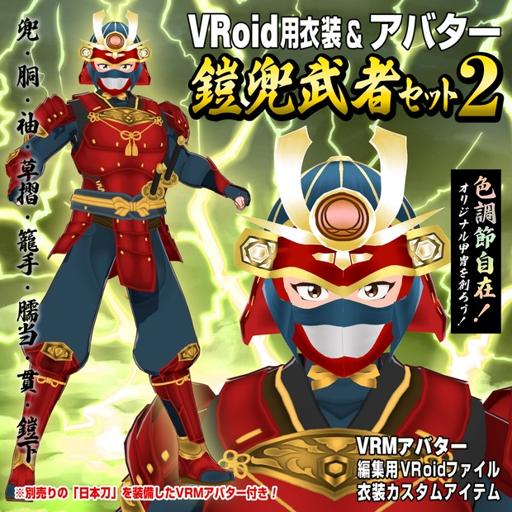 VRoid用衣装&アバター
鎧兜武者セット2
兜・胴・袖・草摺・籠手・臑当・貫・鎧下
色調節自在!
オリジナル甲冑を創ろう!
VRMアバター
編集用VRoidファイル
衣装カスタムアイテム
※別売りの「日本刀」を装備したVRMアバター付き!